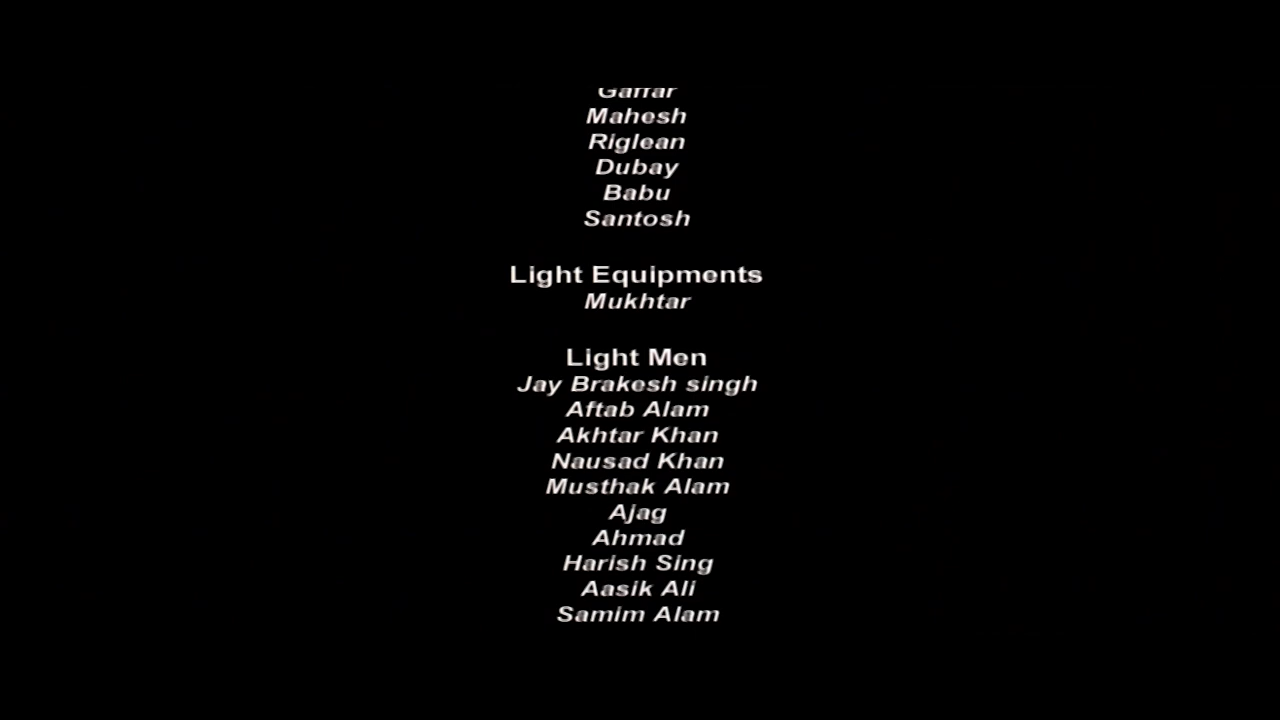 Gaffar
Mahesh
Riglean
Dubay
Babu
Santosh
Light Equipments
Mukhtar
Light Men
Jay Brakesh singh
Aftab Alam
Akhtar Khan
Nausad Khan
Musthak Alam
Ajag
Ahmad
Harish Sing
Aasik Ali
Samim Alam